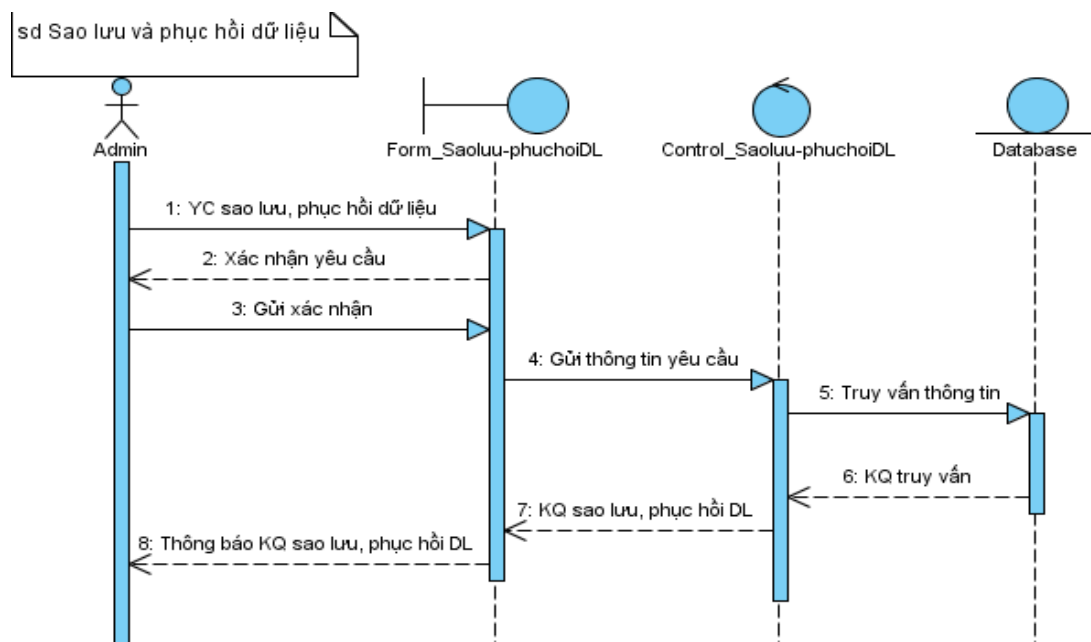 sd Sao lưu và phục hồi dữ liệu
Admin
Form_Saoluu-phuchoiDL
Control_Saoluu-phuchoiDL
Database
1: YC sao lưu, phục hồi dữ liệu
2: Xác nhận yêu cầu
3: Gửi xác nhận
4: Gửi thông tin yêu cầu
5: Truy vấn thông tin
6: KQ truy vấn
7: KQ sao lưu, phục hồi DL
8: Thông báo KQ sao lưu, phục hồi DL